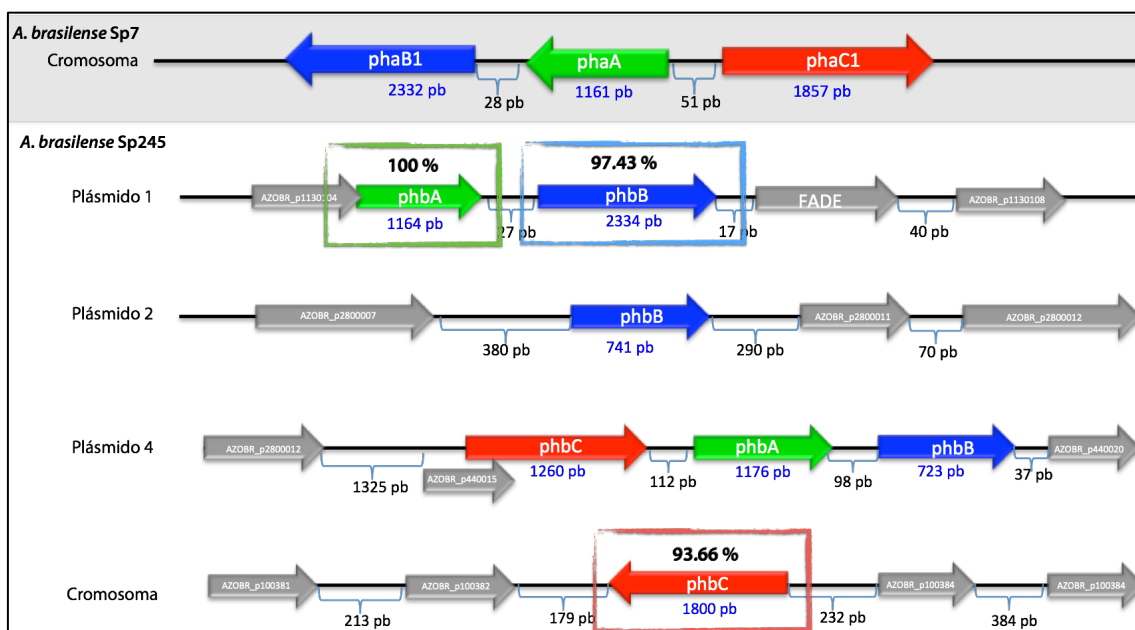 A. brasilense Sp7
Cromosoma
phaB1
phaA
phaC1
2332 pb
28 pb
1161 pb
51 pb
1857 pb
A. brasilense Sp245
100 %
97.43 %
Plásmido 1
AZOBR_p1130104
phbA
phbB
FADE
AZOBR_p1130108
1164 pb
27 pb
2334 pb
17 pb
40 pb
Plásmido 2
AZOBR_p2800007
phbB
AZOBR_p2800011
AZOBR_p2800012
380 pb
741 pb
290 pb
70 pb
Plásmido 4
AZOBR_p2800012
phbC
phbA
phbB
AZOBR_p440020
1325 pb
AZOBR_p440015
1260 pb
112 pb
1176 pb
98 pb
723 pb
37 pb
93.66 %
Cromosoma
AZOBR_p100381
AZOBR_p100382
phbC
AZOBR_p100384
AZOBR_p100384
213 pb
179 pb
1800 pb
232 pb
384 pb